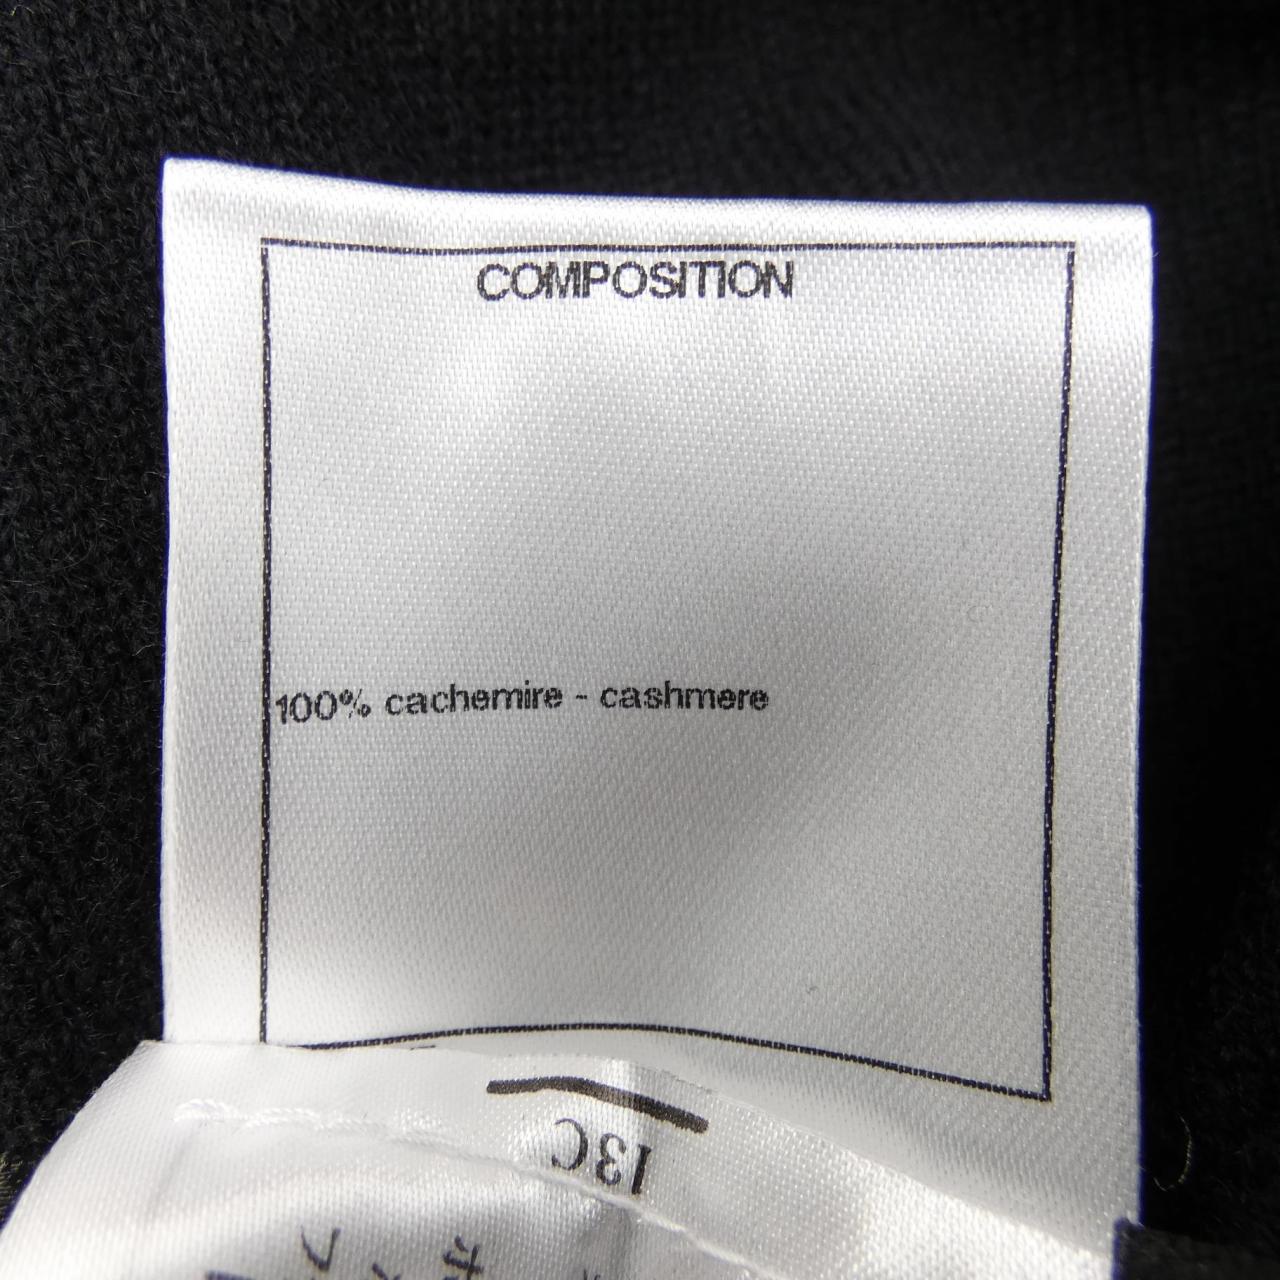 COMPOSITION
100% cachemire - cashmere
13C